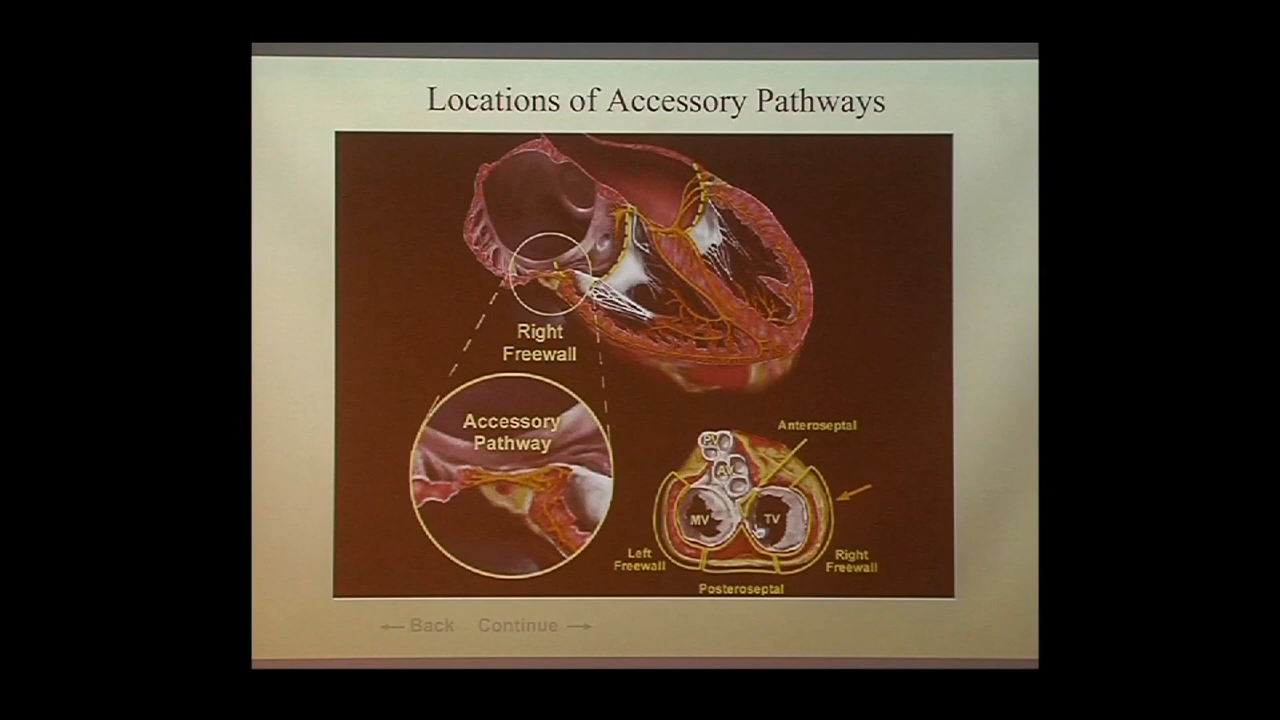 Locations of Accessory Pathways
Right
Freewall
Accessory
Pathway
Anteroseptal
PV
AV
MV
TV
Left
Freewall
Right
Freewall
Posteroseptal
← Back
Continue →